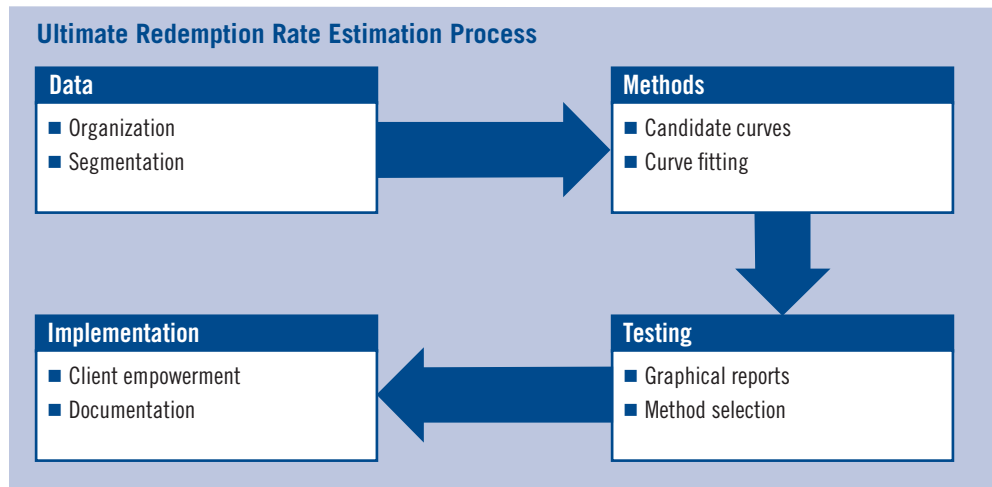 Ultimate Redemption Rate Estimation Process
Data
■ Organization
■ Segmentation
Methods
■ Candidate curves
■ Curve fitting
Testing
■ Graphical reports
■ Method selection
Implementation
■ Client empowerment
■ Documentation